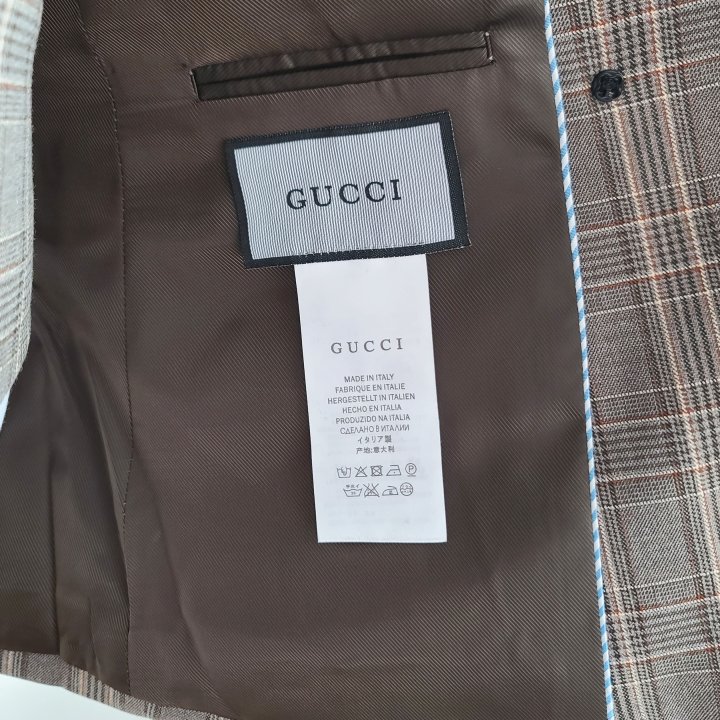 GUCCI
GUCCI
MADE IN ITALY
FABRIQUE EN ITALIE
HERGESTELLT IN ITALIEN
HECHO EN ITALIA
PRODUZIDO NA ITALIA
СДЕЛАНО В ИТАЛИИ
イタリア製
产地:意大利